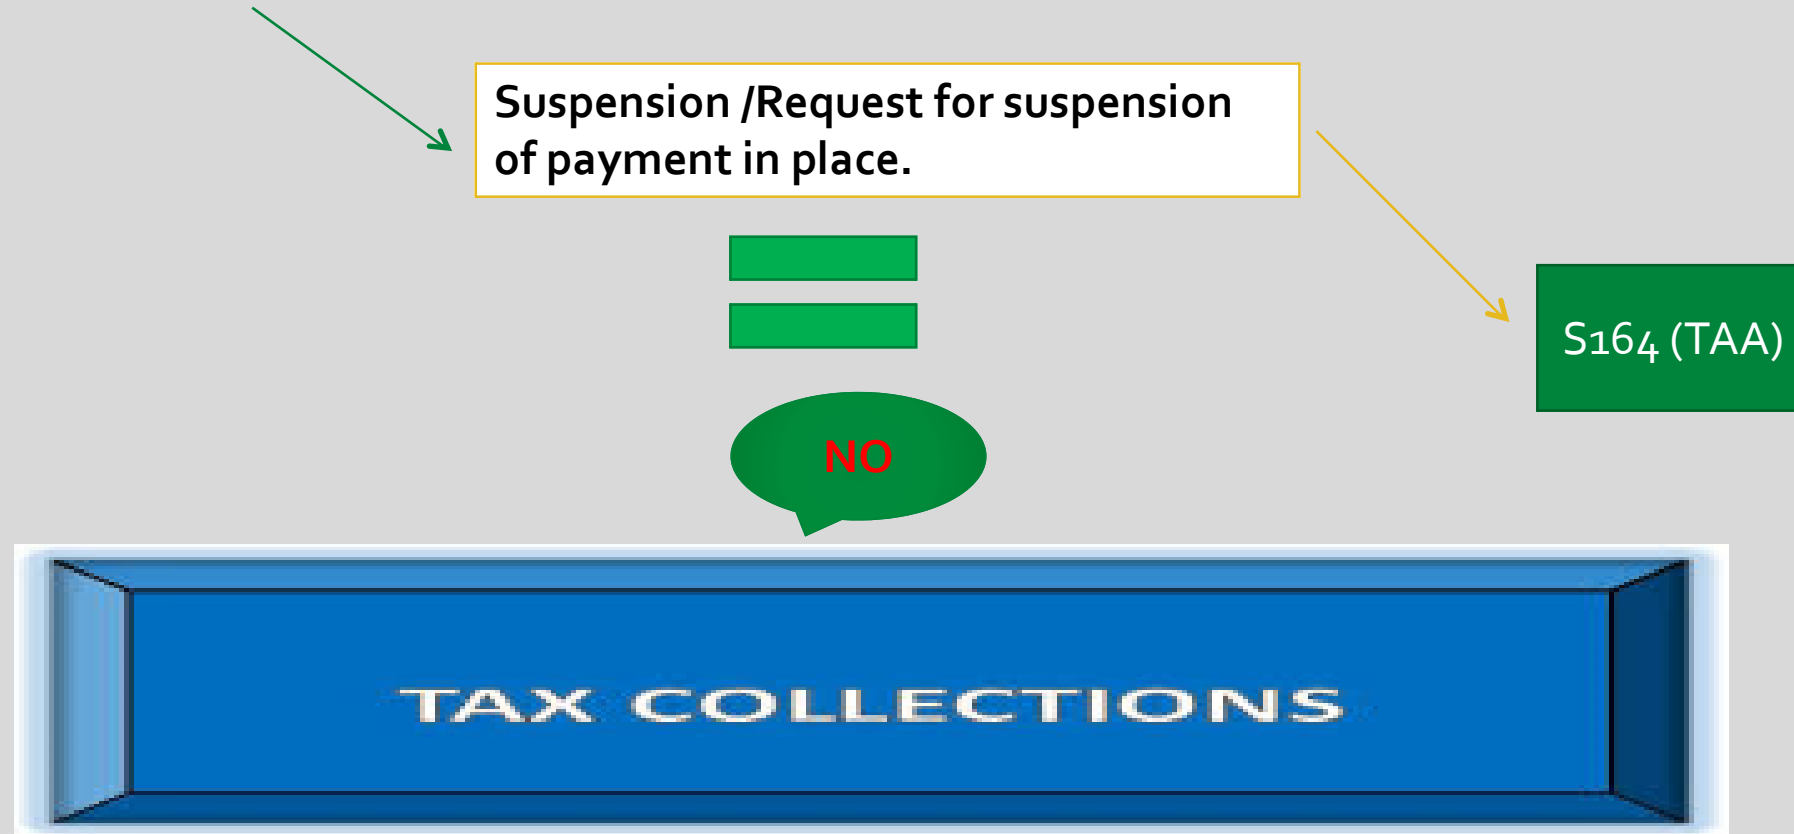 Suspension /Request for suspension
of payment in place.
S164 (TAA)
NO
TAX COLLECTIONS